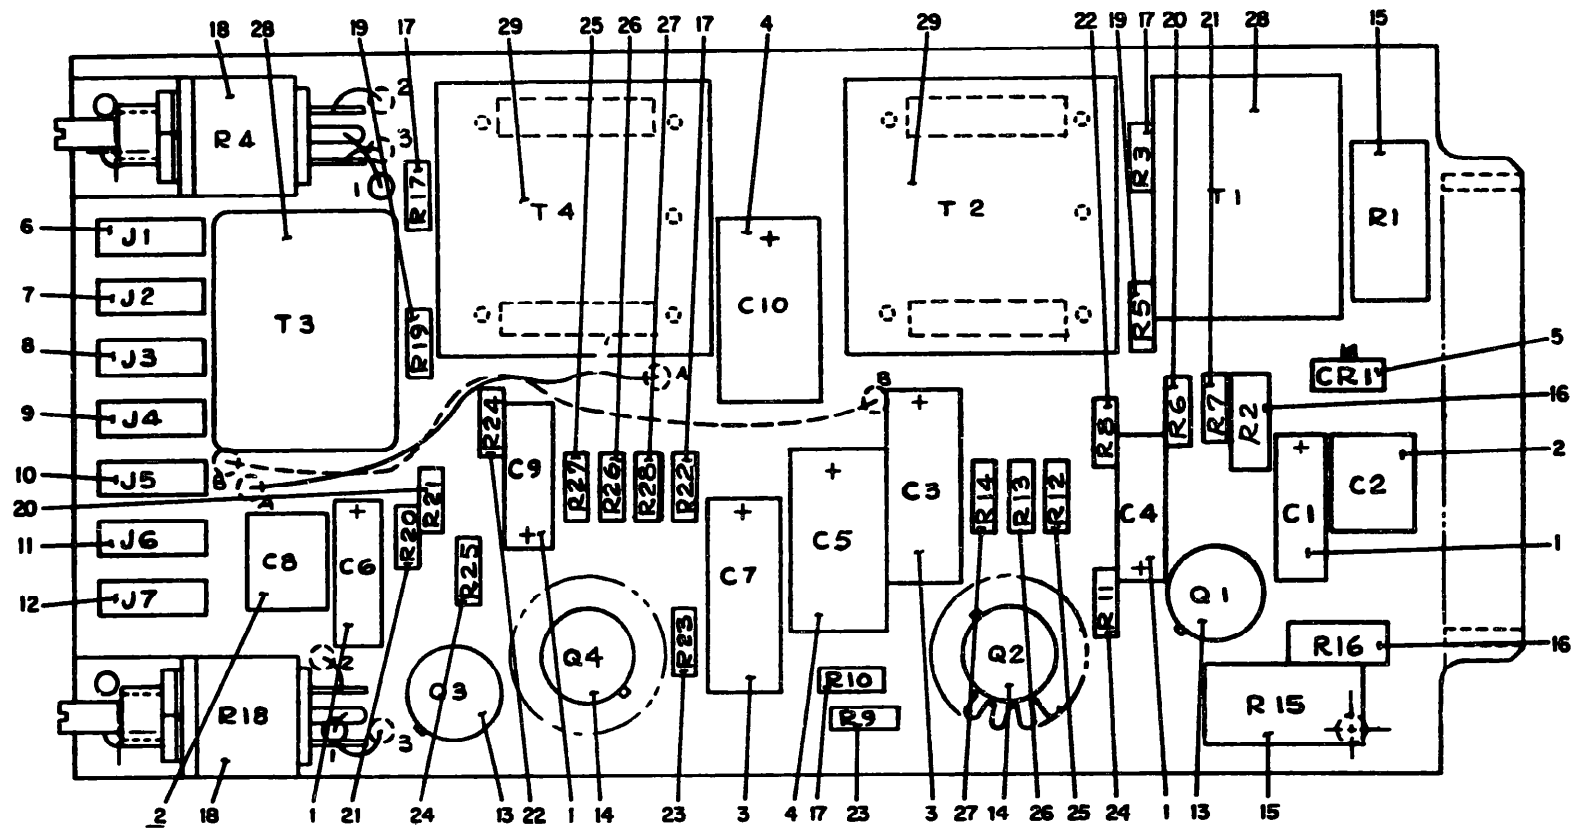 18 28 19 17 29 25 26 27 17 4 29 22 19 17 20 21 28 15
2
R4
3
1
R17
T4
T2
R3
T1
R1
6 J1
+
7 J2
C10
R5
T3
R19
8 J3
5
CR1
A
B
16
9 J4
R24
+
R8
R6
R7
R2
+
2
C9
+
10 J5
B
A
20
R21
R27
R26
R28
R22
C3
R14
R13
R12
C2
+
+
C4
C1
11 J6
R20
C5
1
C8
C6
+
R25
C7
+
12 J7
R11
Q1
R23
R16 16
2
Q4
Q2
Q3
R10
R18
R9
R15
3
1
2 18 1 21 24 13 22 1 14 23 3 4 17 23 3 27 14 26 25 24 1 13 15